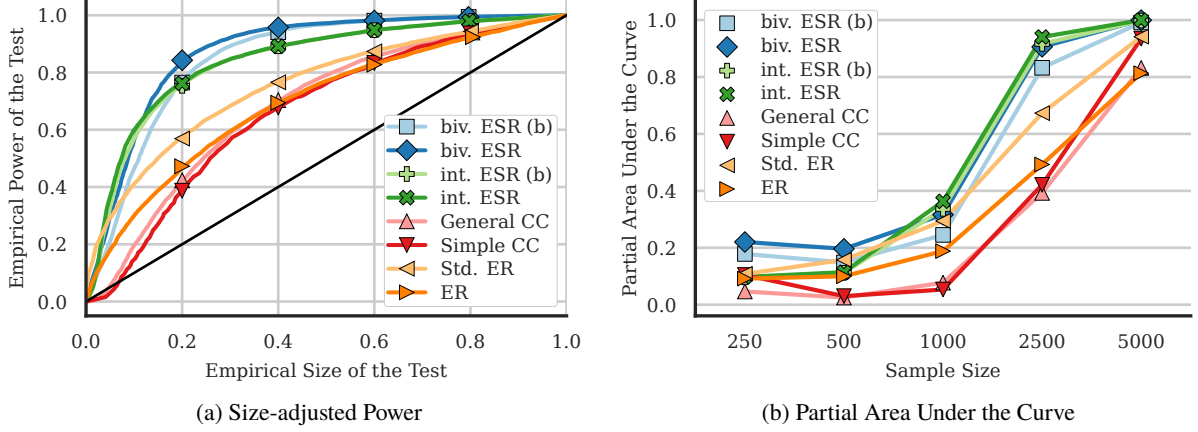 Empirical Power of the Test
1.0
0.8
0.6
0.4
0.2
0.0
biv. ESR (b)
biv. ESR
int. ESR (b)
int. ESR
General CC
Simple CC
Std. ER
ER
0.0 0.2 0.4 0.6 0.8 1.0
Empirical Size of the Test
(a) Size-adjusted Power
Partial Area Under the Curve
1.0
0.8
0.6
0.4
0.2
0.0
biv. ESR (b)
biv. ESR
int. ESR (b)
int. ESR
General CC
Simple CC
Std. ER
ER
250 500 1000 2500 5000
Sample Size
(b) Partial Area Under the Curve